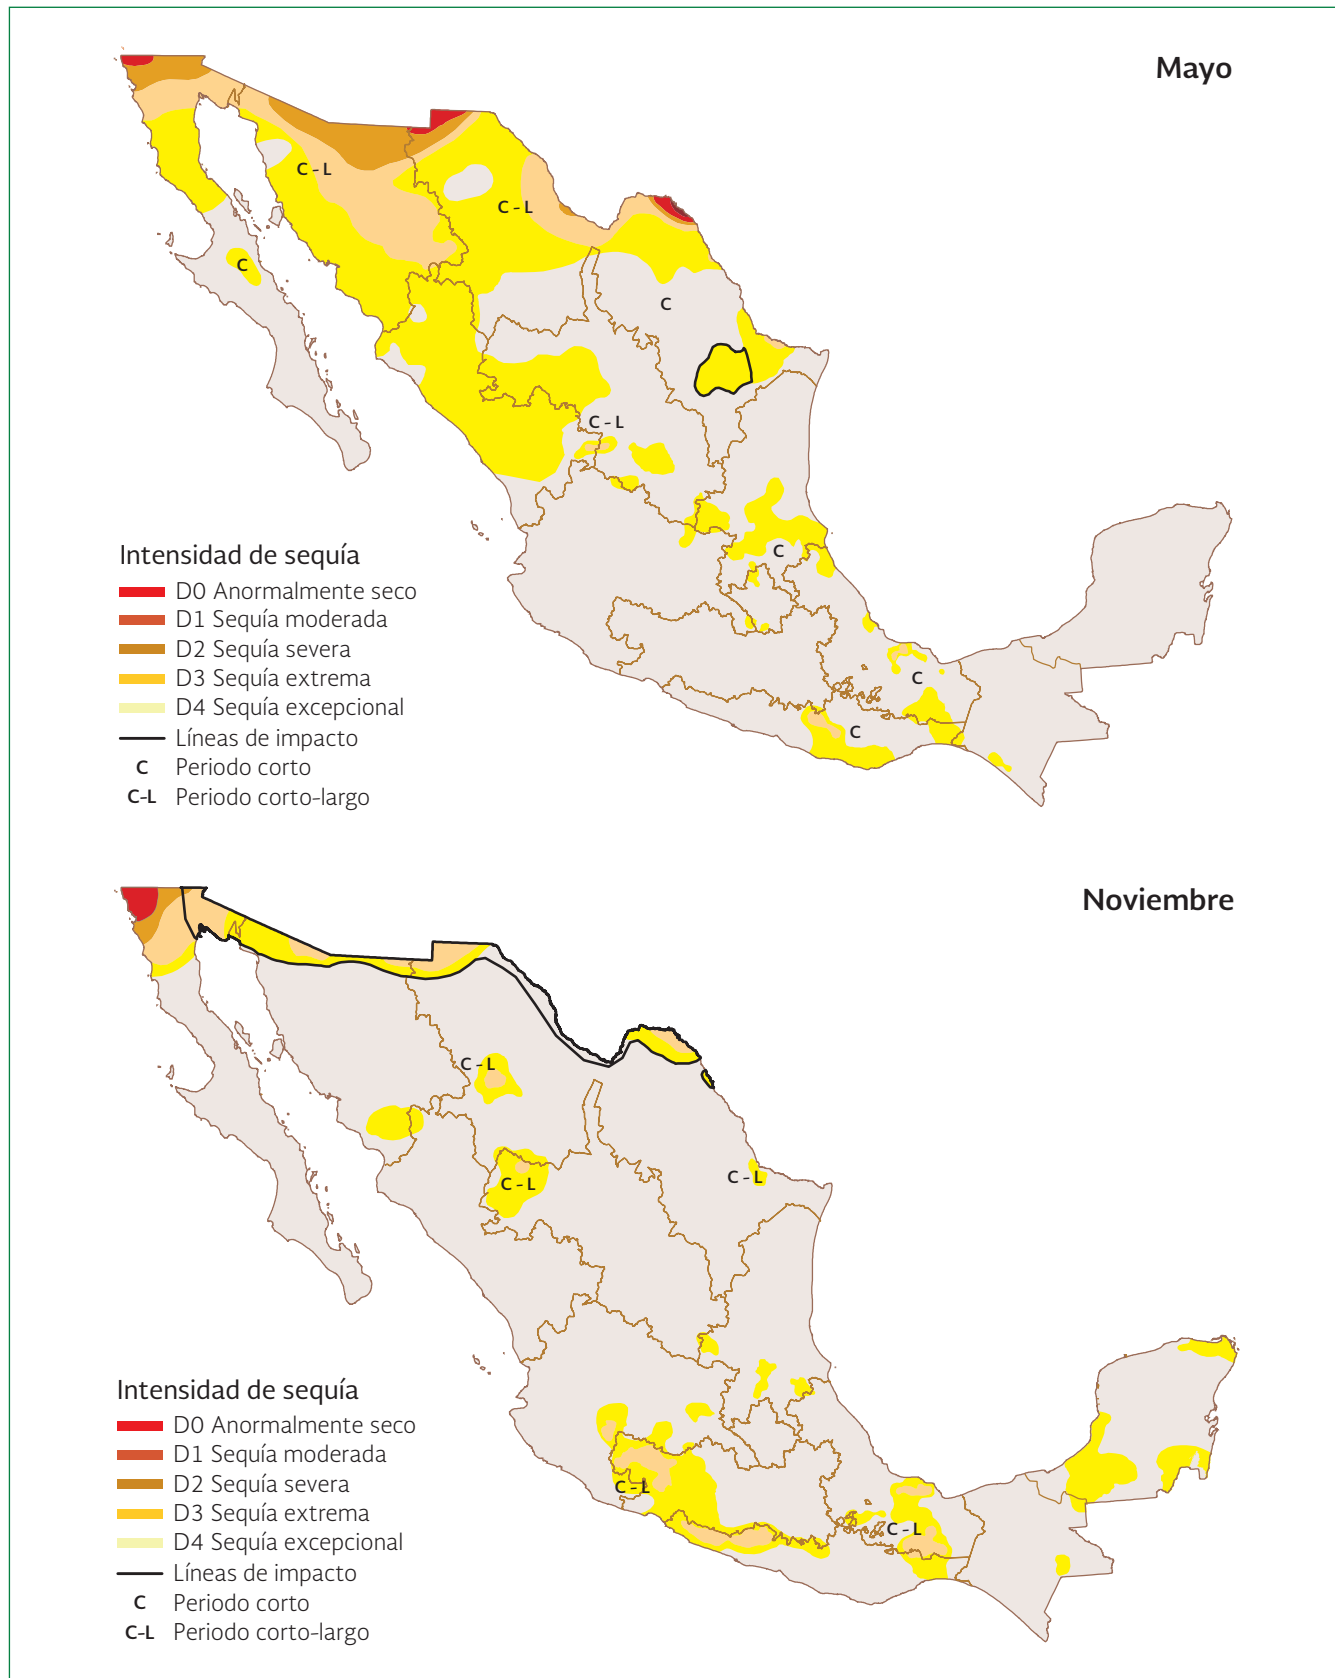 Mayo
C - L
C - L
C
C
C - L
C
C
C
Intensidad de sequía
D0 Anormalmente seco
D1 Sequía moderada
D2 Sequía severa
D3 Sequía extrema
D4 Sequía excepcional
Líneas de impacto
C Periodo corto
C-L Periodo corto-largo
Noviembre
C - L
C - L
C - L
C - L
C - L
Intensidad de sequía
D0 Anormalmente seco
D1 Sequía moderada
D2 Sequía severa
D3 Sequía extrema
D4 Sequía excepcional
Líneas de impacto
C Periodo corto
C-L Periodo corto-largo